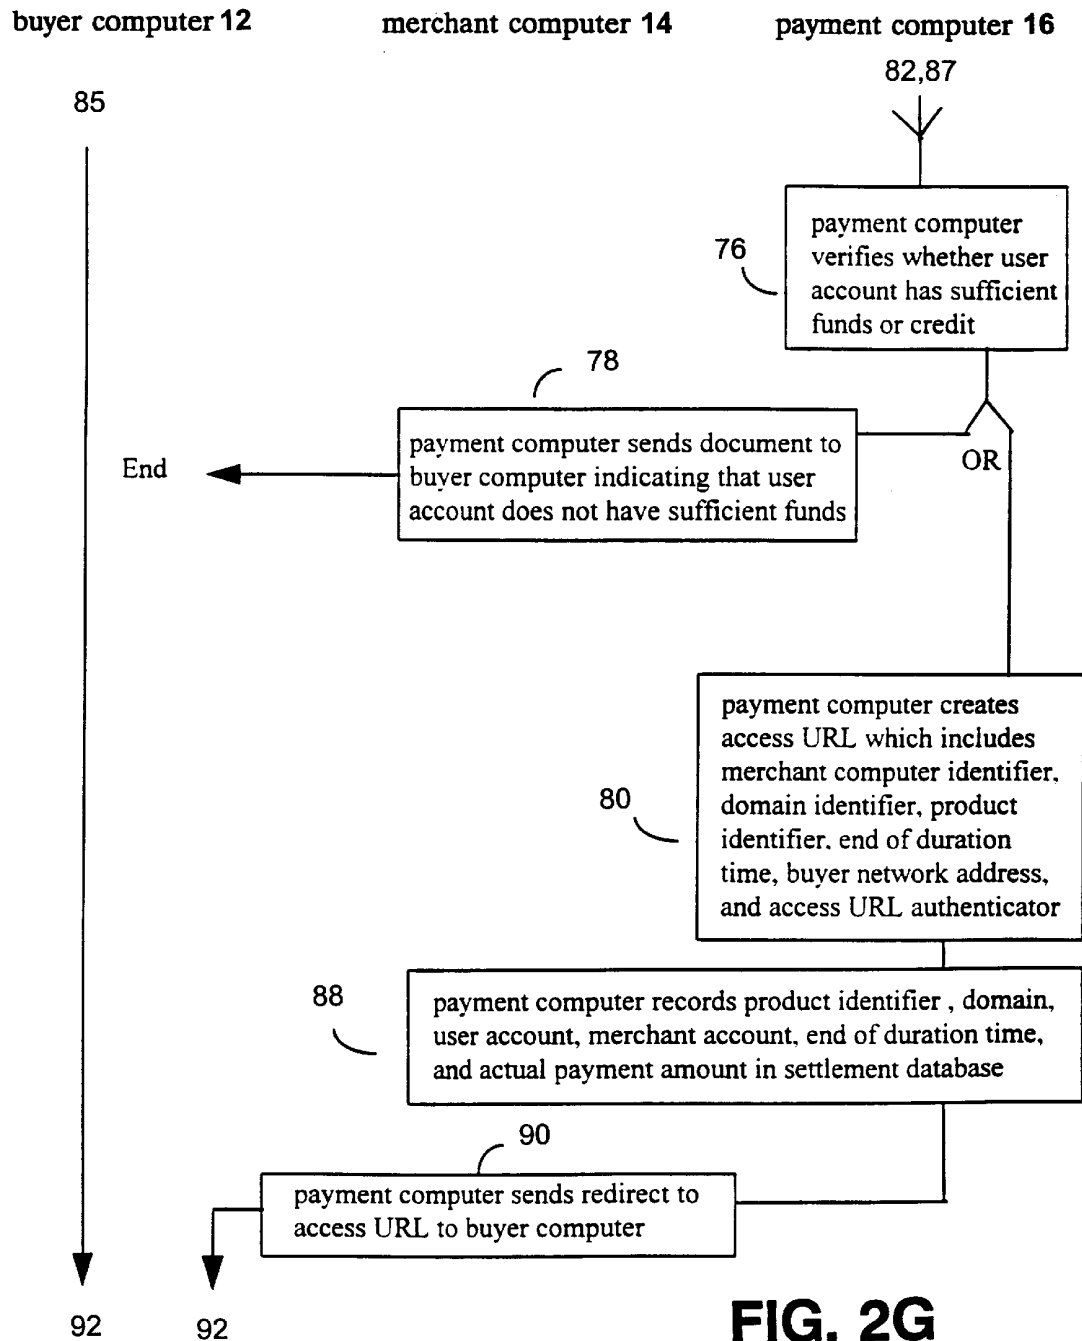 buyer computer 12
merchant computer 14
payment computer 16
82,87
85
76
payment computer
verifies whether user
account has sufficient
funds or credit
78
OR
End
payment computer sends document to
buyer computer indicating that user
account does not have sufficient funds
80
payment computer creates
access URL which includes
merchant computer identifier,
domain identifier, product
identifier, end of duration
time, buyer network address,
and access URL authenticator
88
payment computer records product identifier , domain,
user account, merchant account, end of duration time,
and actual payment amount in settlement database
90
payment computer sends redirect to
access URL to buyer computer
92
92
FIG. 2G